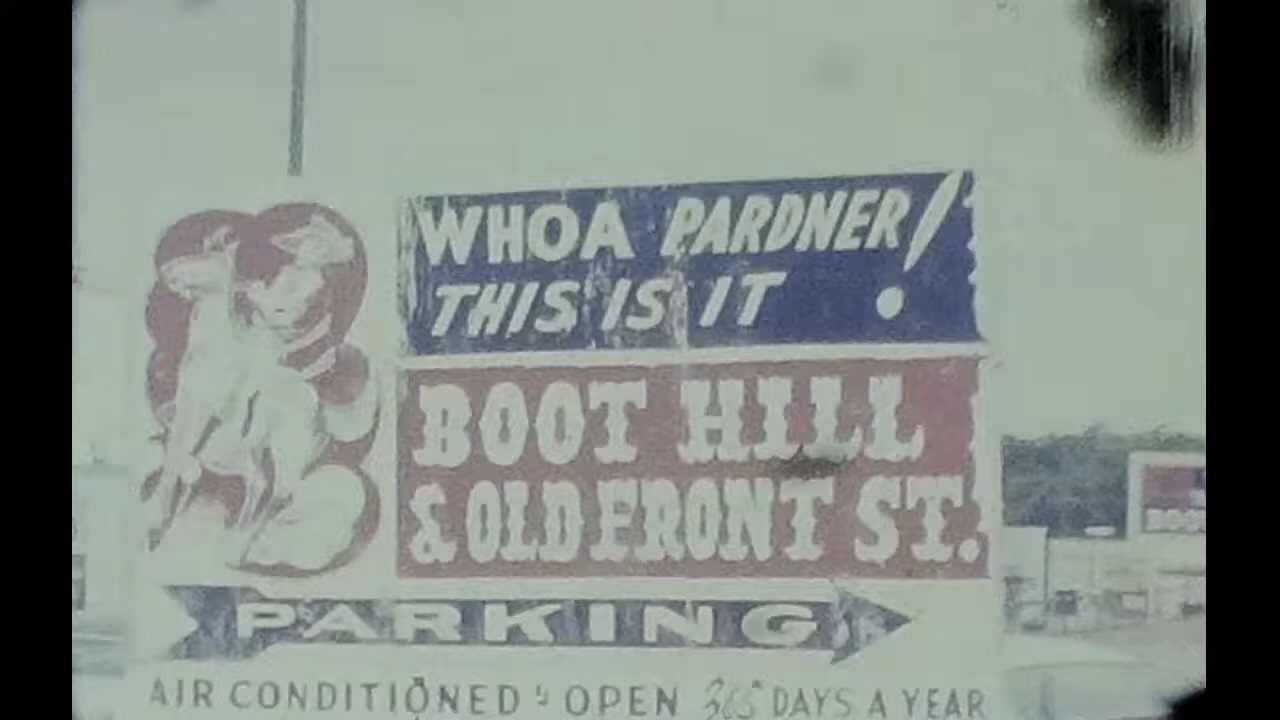 WHOA PARDNER!
THIS IS IT
BOOT HILL
& OLD FRONT ST.
PARKING
AIR CONDITIONED & OPEN 365 DAYS A YEAR